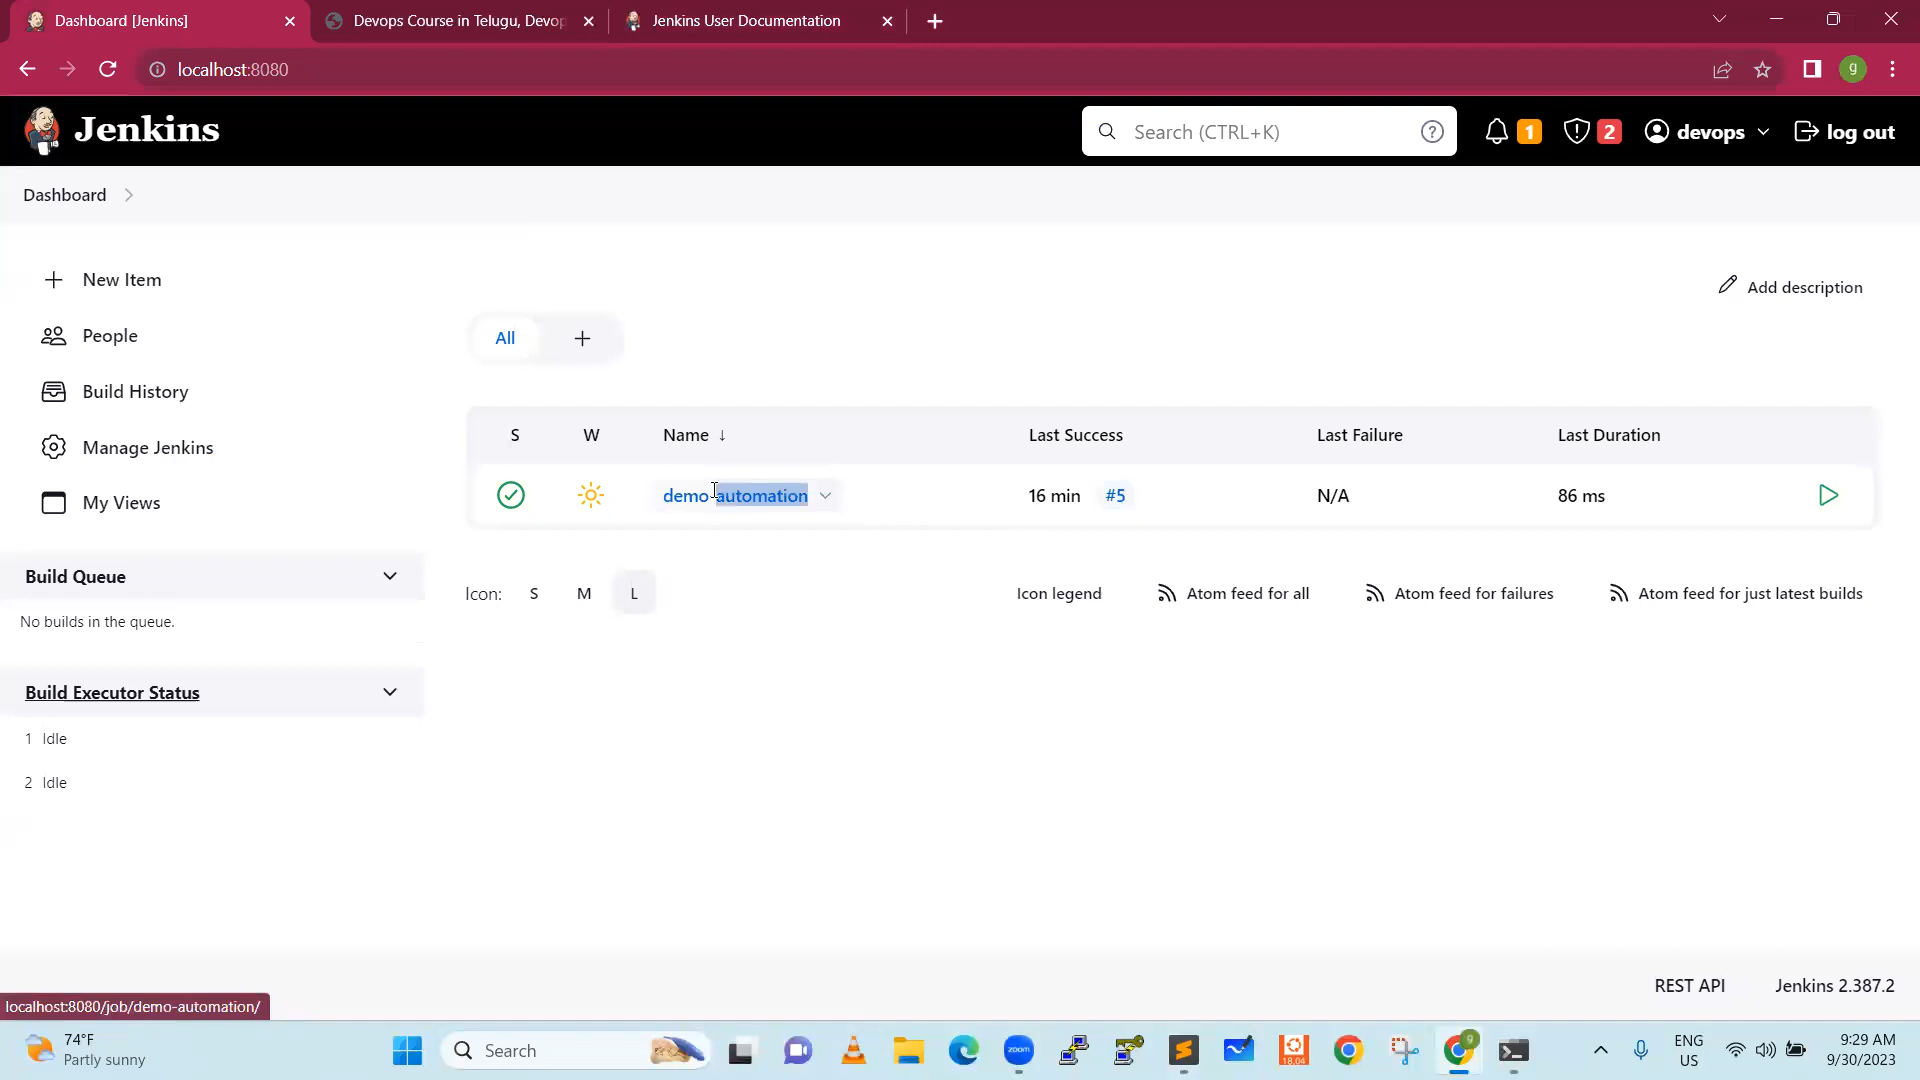 Dashboard [Jenkins]
Devops Course in Telugu, Devop
Jenkins User Documentation
localhost:8080
g
Jenkins
Search (CTRL+K)
1
2
devops
log out
Dashboard
New Item
People
Build History
Manage Jenkins
My Views
Add description
All
S W Name ↓ Last Success Last Failure Last Duration
demo-automation 16 min #5 N/A 86 ms
Icon: S M L
Icon legend Atom feed for all Atom feed for failures Atom feed for just latest builds
Build Queue
No builds in the queue.
Build Executor Status
1 Idle
2 Idle
REST API Jenkins 2.387.2
localhost:8080/job/demo-automation/
74°F
Partly sunny
Search
zoom
18.04
9
ENG
US
9:29 AM
9/30/2023